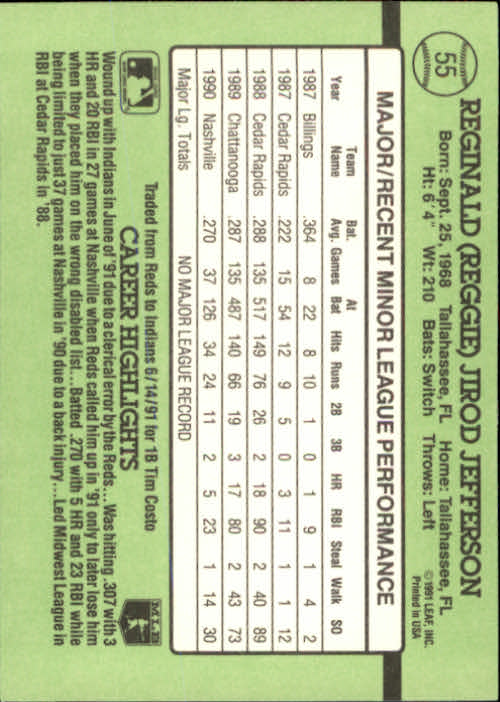 55
REGINALD (REGGIE) JIROD JEFFERSON
Born: Sept. 25, 1968 Tallahassee, FL Home: Tallahassee, FL
Ht: 6' 4" Wt: 210 Bats: Switch Throws: Left
©1991 LEAF, INC.
Printed in USA
MAJOR/RECENT MINOR LEAGUE PERFORMANCE
Team Bat. At
Year Name Avg. Games Bat Hits Runs 2B 3B HR RBI Steal Walk SO
1987 Billings .364 8 22 8 10 1 0 1 9 1 4 2
1987 Cedar Rapids .222 15 54 12 9 5 0 3 11 1 1 12
1988 Cedar Rapids .288 135 517 149 76 26 2 18 90 2 40 89
1989 Chattanooga .287 135 487 140 66 19 3 17 80 2 43 73
1990 Nashville .270 37 126 34 24 11 2 5 23 1 14 30
Major Lg. Totals NO MAJOR LEAGUE RECORD
Traded from Reds to Indians 6/14/91 for 1B Tim Costo
CAREER HIGHLIGHTS
MLB
Wound up with Indians in June of '91 due to a clerical error by the Reds...Was hitting .307 with 3
HR and 20 RBI in 27 games at Nashville when Reds called him up in '91 only to later lose him
when they placed him on the wrong disabled list...Batted .270 with 5 HR and 23 RBI while
being limited to just 37 games at Nashville in '90 due to a back injury...Led Midwest League in
RBI at Cedar Rapids in '88.